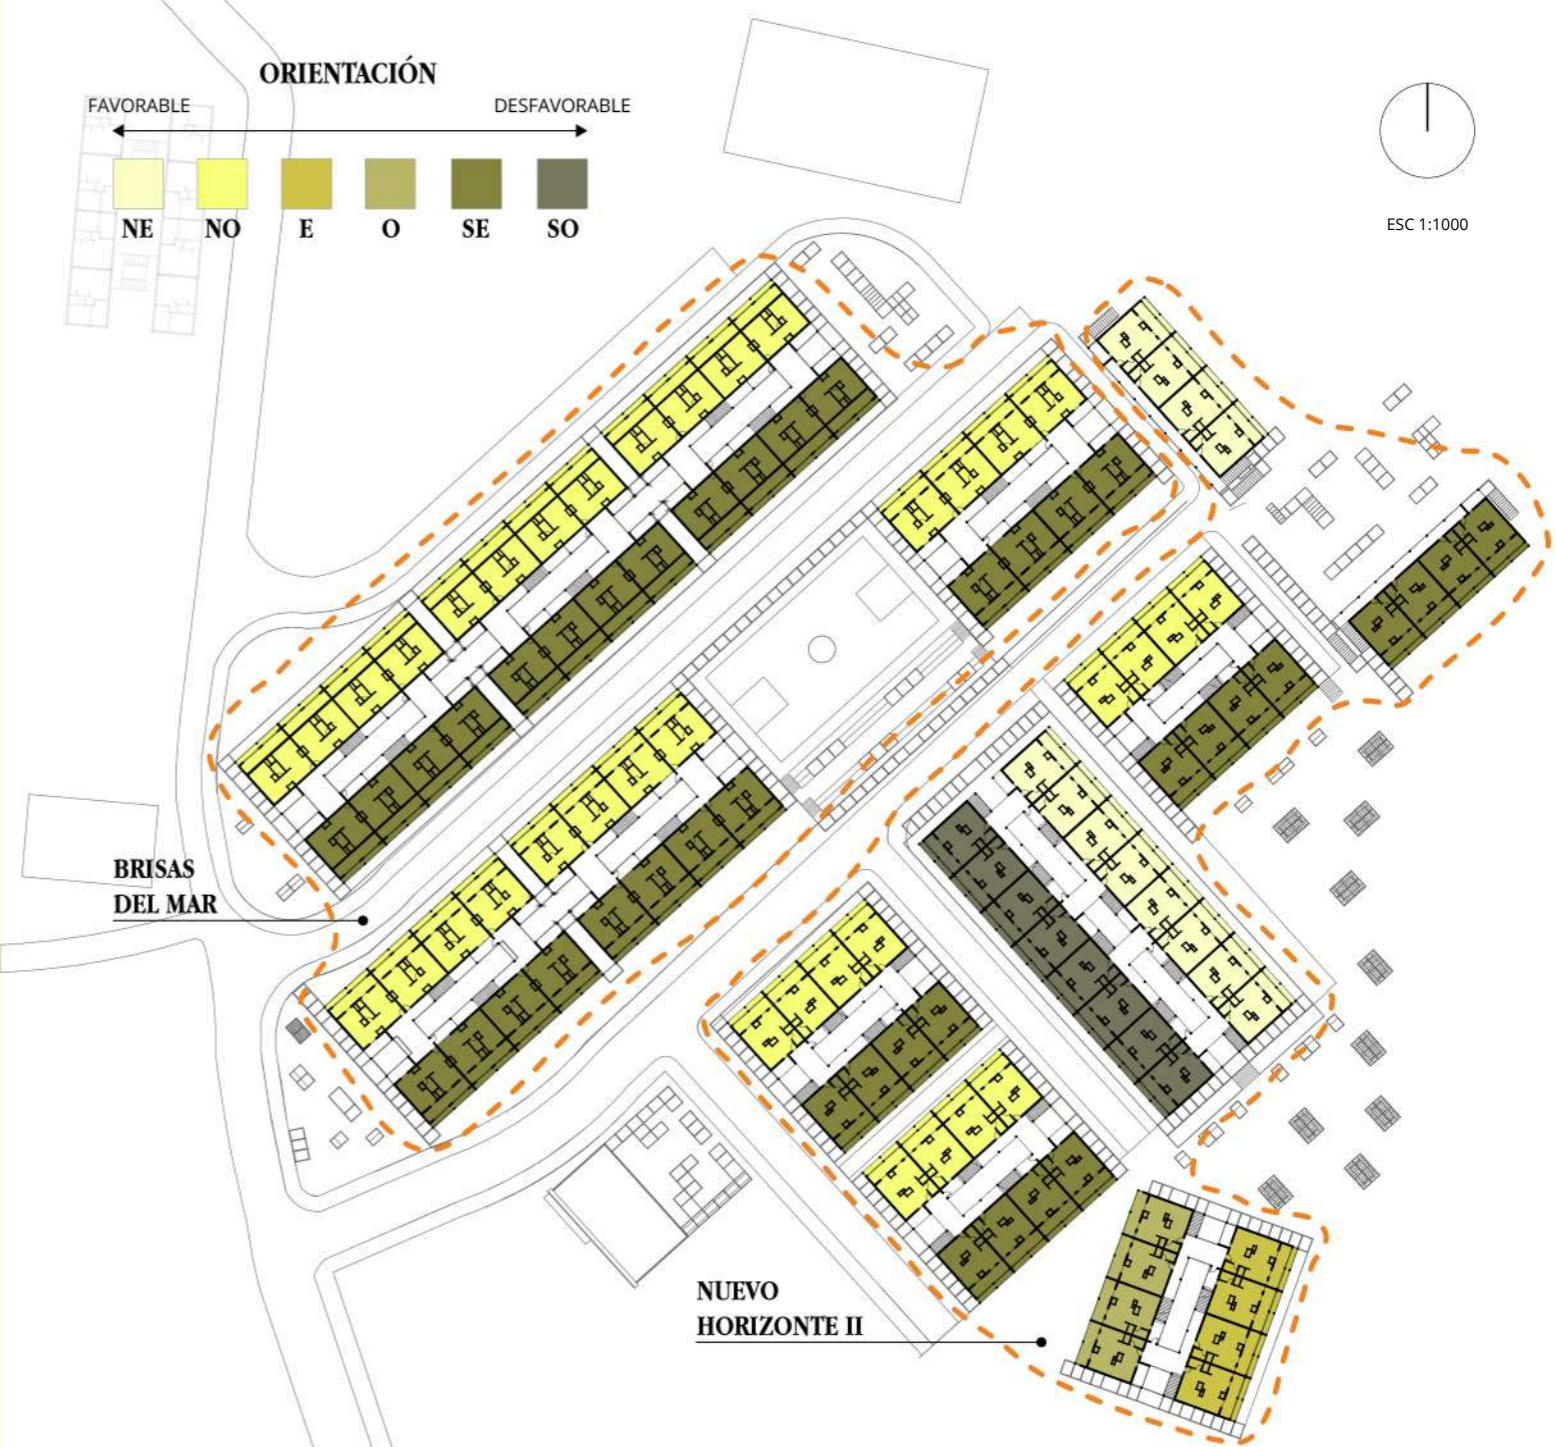 ORIENTACIÓN
FAVORABLE DESFAVORABLE
NE NO E O SE SO
ESC 1:1000
BRISAS
DEL MAR
NUEVO
HORIZONTE II